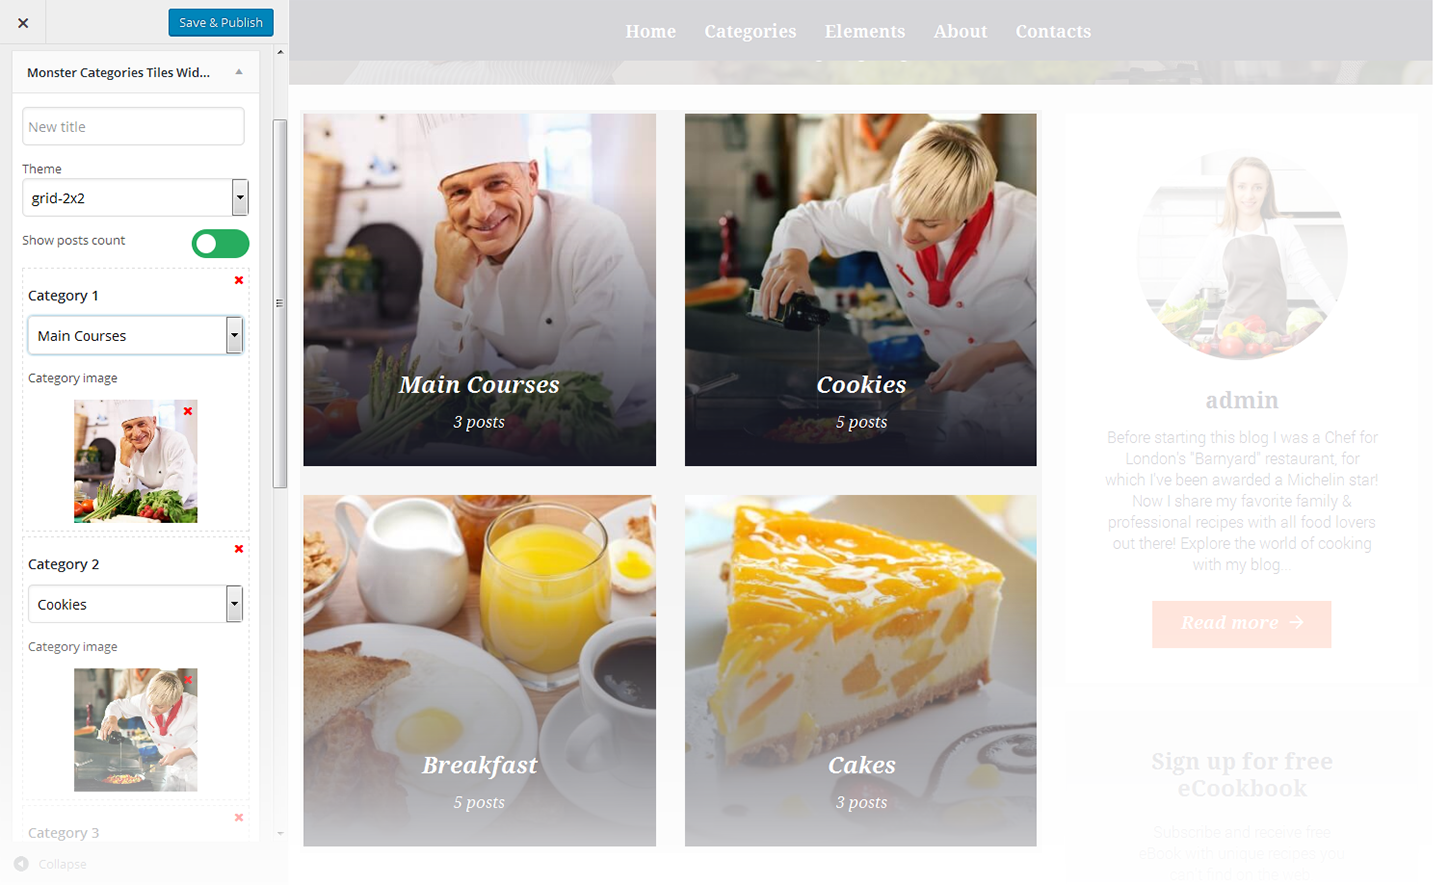 Save & Publish
Monster Categories Tiles Wid...
New title
Theme
grid-2x2
Show posts count
Category 1
Main Courses
Category image
Category 2
Cookies
Category image
Category 3
Collapse
Home Categories Elements About Contacts
Main Courses
3 posts
Cookies
5 posts
Breakfast
5 posts
Cakes
3 posts
admin
Before starting this blog I was a Chef for
London's "Barnyard" restaurant, for
which I've been awarded a Michelin star!
Now I share my favorite family &
professional recipes with all food lovers
out there! Explore the world of cooking
with my blog...
Read more
Sign up for free
eCookbook
Subscribe and receive free
eBook with unique recipes you
can't find on the web